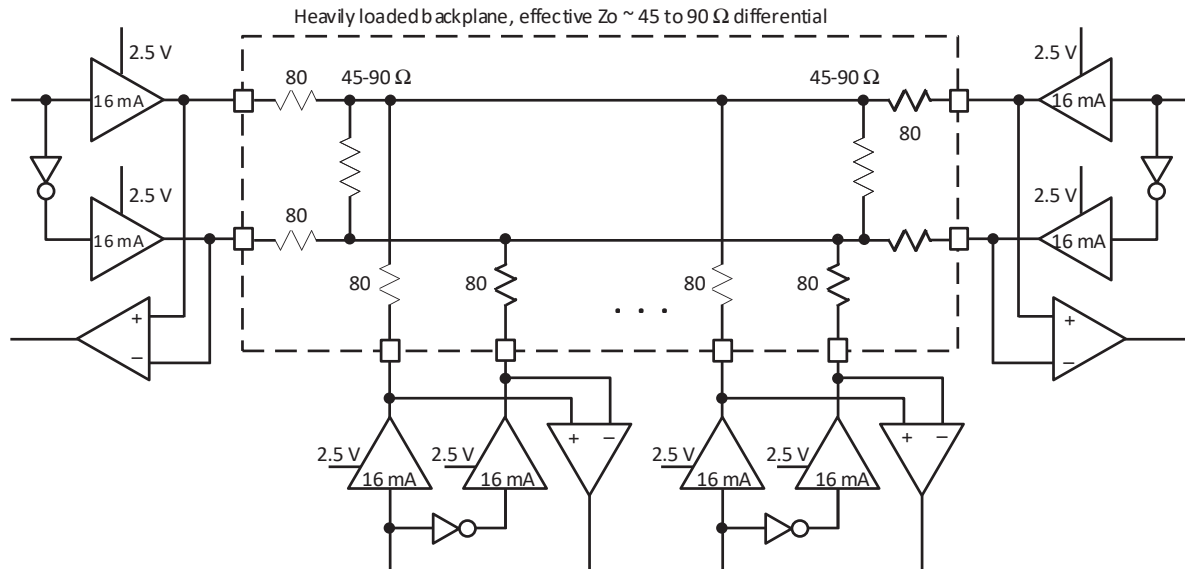 Heavily loaded backplane, effective Zo ~ 45 to 90 Ω differential
2.5 V
16 mA
80
45-90 Ω
45-90 Ω
80
2.5 V
16 mA
2.5 V
16 mA
80
2.5 V
16 mA
80
80
80
80
. . .
+
−
+
−
+ −
+ −
2.5 V
16 mA
2.5 V
16 mA
2.5 V
16 mA
2.5 V
16 mA